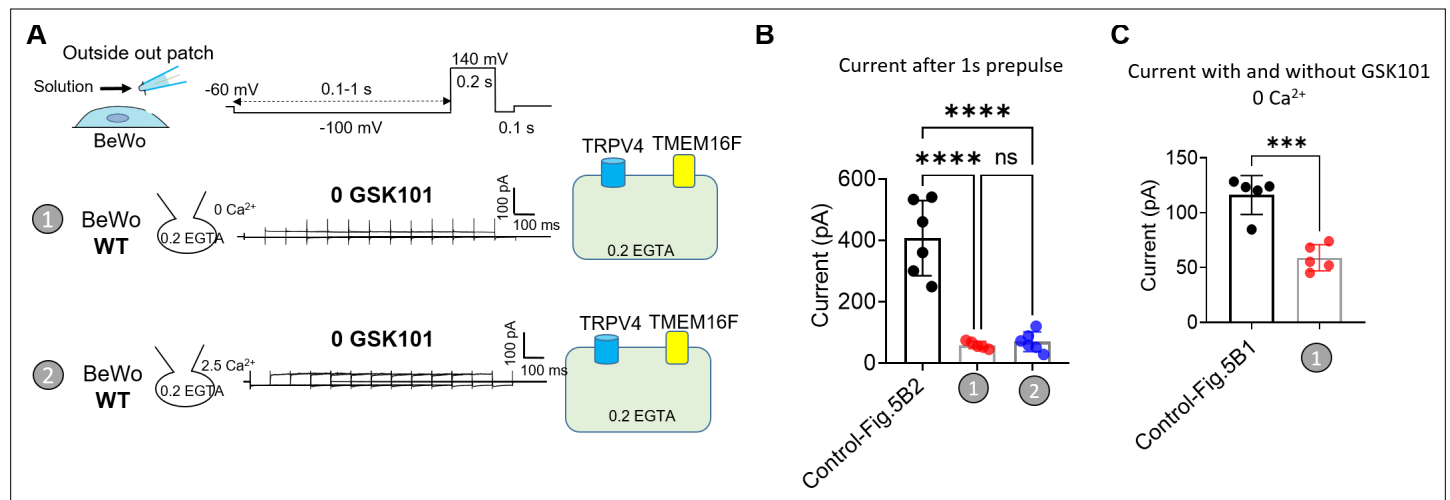 A
Outside out patch
Solution
BeWo
-60 mV
0.1-1 s
-100 mV
140 mV
0.2 s
0.1 s
1
BeWo
WT
0 Ca²⁺
0.2 EGTA
0 GSK101
100 pA
100 ms
TRPV4
TMEM16F
0.2 EGTA
2
BeWo
WT
2.5 Ca²⁺
0.2 EGTA
0 GSK101
100 pA
100 ms
TRPV4
TMEM16F
0.2 EGTA
B
Current after 1s prepulse
****
**** ns
Current (pA)
600
400
200
0
Control-Fig.5B2
1
2
C
Current with and without GSK101
0 Ca²⁺
***
Current (pA)
150
100
50
0
Control-Fig.5B1
1